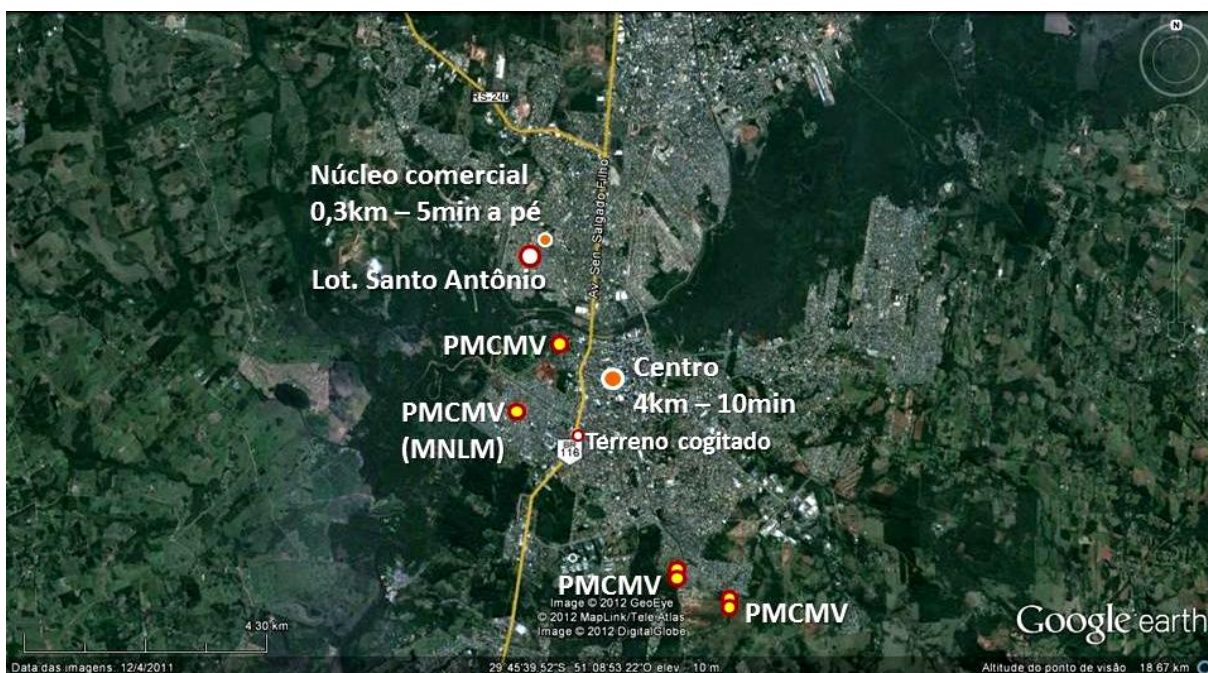 N
RS-240
Av. Sen. Salgado Filho
Núcleo comercial
0,3km – 5min a pé
Lot. Santo Antônio
PMCMV
Centro
4km – 10min
PMCMV
(MNLM)
Terreno cogitado
BR
116
PMCMV
PMCMV
Image © 2012 GeoEye
© 2012 MapLink/Tele Atlas
Image © 2012 DigitalGlobe
Google earth
4.30 km
Data das imagens: 12/4/2011
29°45'39.52"S 51°08'53.22"O elev 10 m
Altitude do ponto de visão 18.67 km